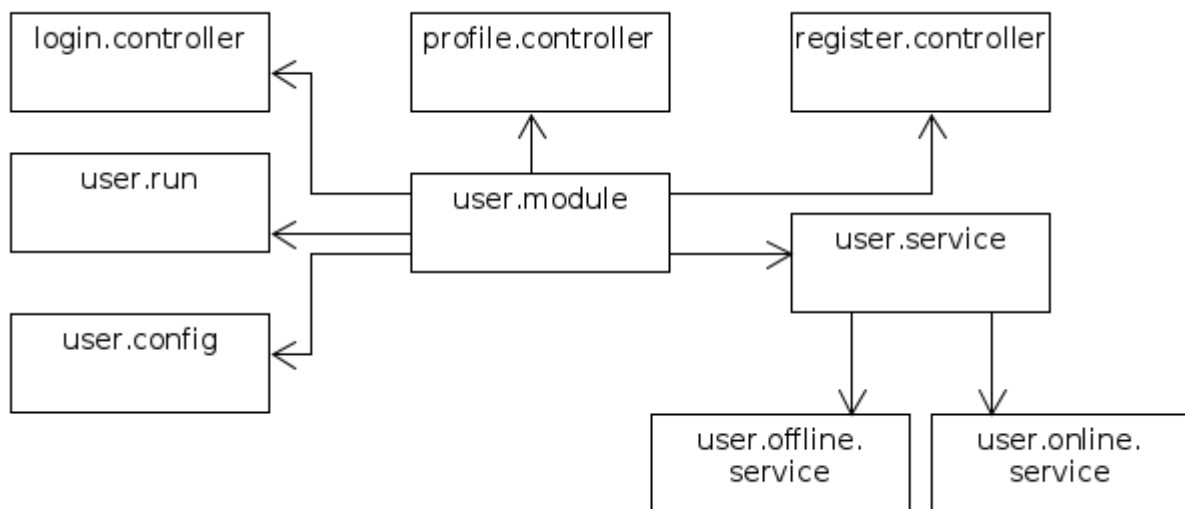 login.controller
profile.controller
register.controller
user.run
user.module
user.service
user.config
user.offline.
service
user.online.
service